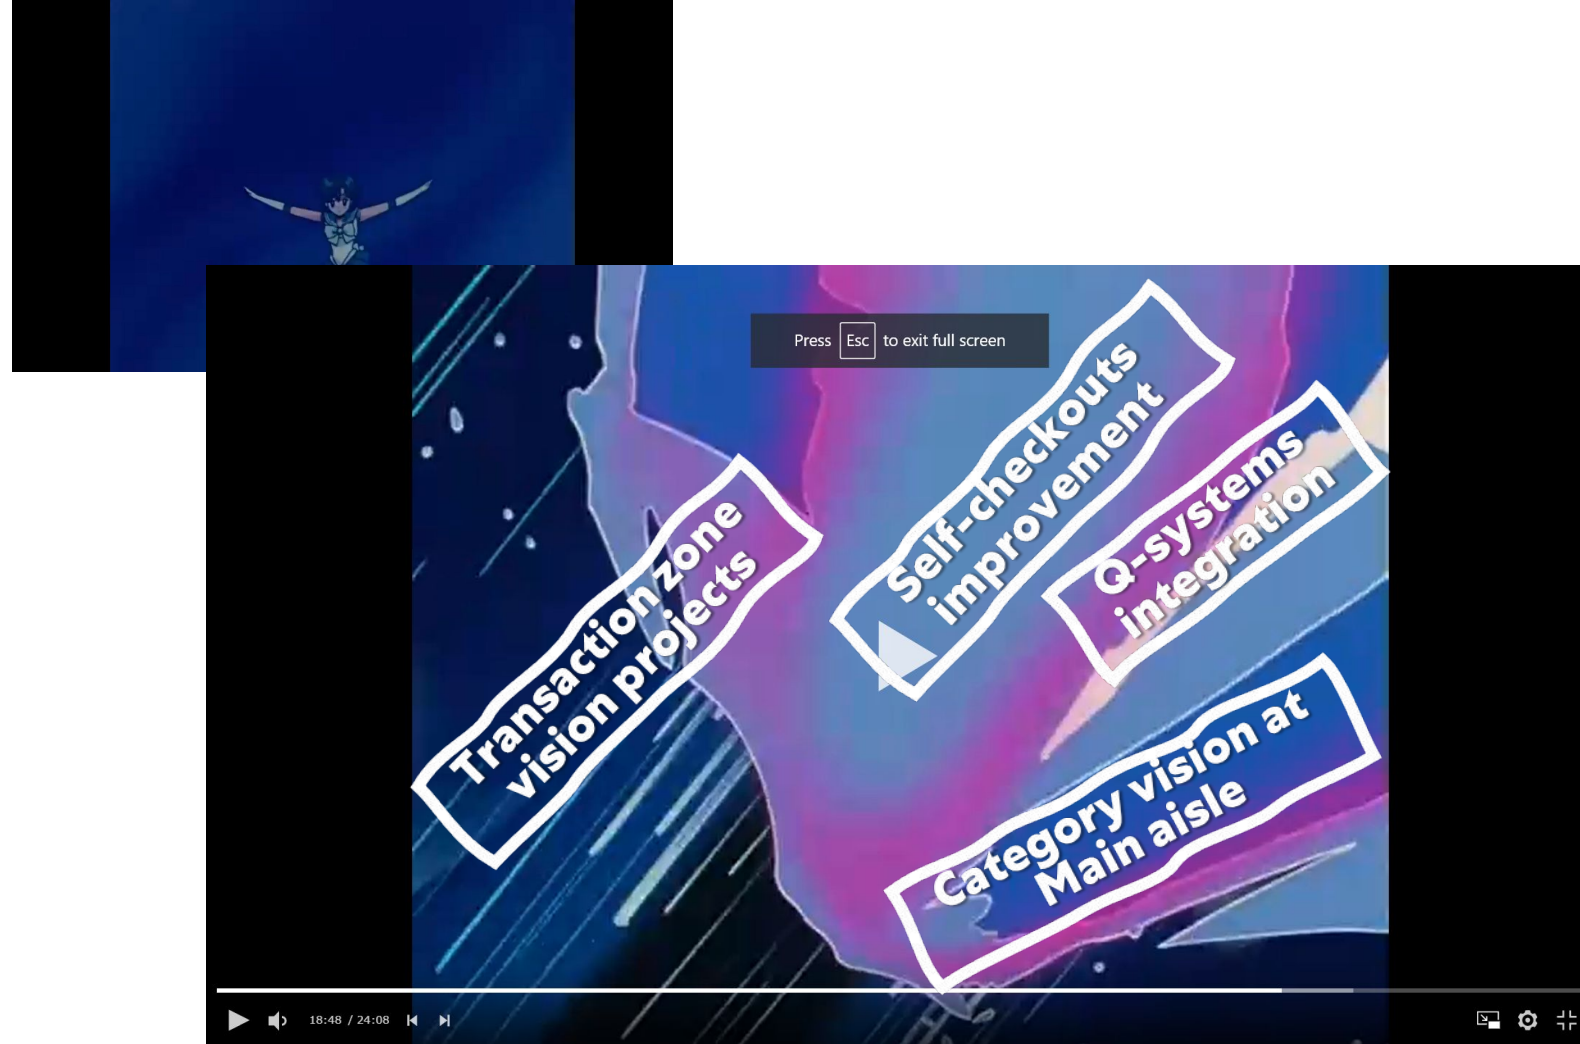 Press Esc to exit full screen
Self-checkouts
improvement
Q-systems
integration
Transaction zone
vision projects
Category vision at
Main aisle
18:48 / 24:08